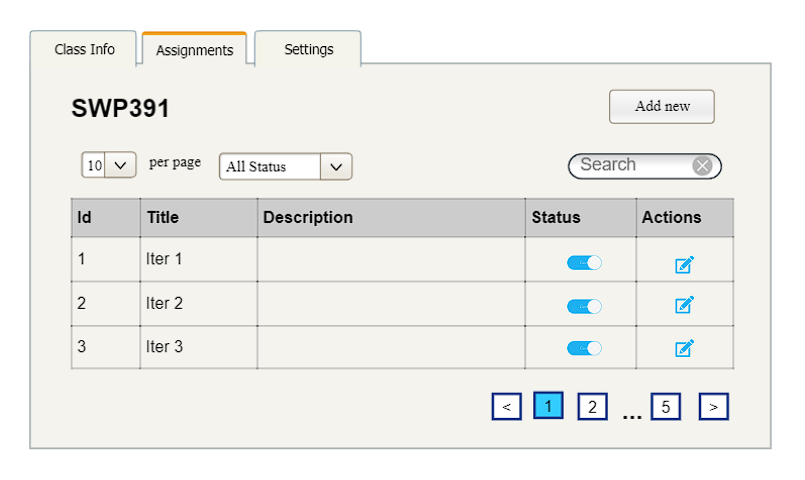 Class Info Assignments Settings
SWP391 Add new
10 per page All Status Search
Id Title Description Status Actions
1 Iter 1
2 Iter 2
3 Iter 3
< 1 2 ... 5 >